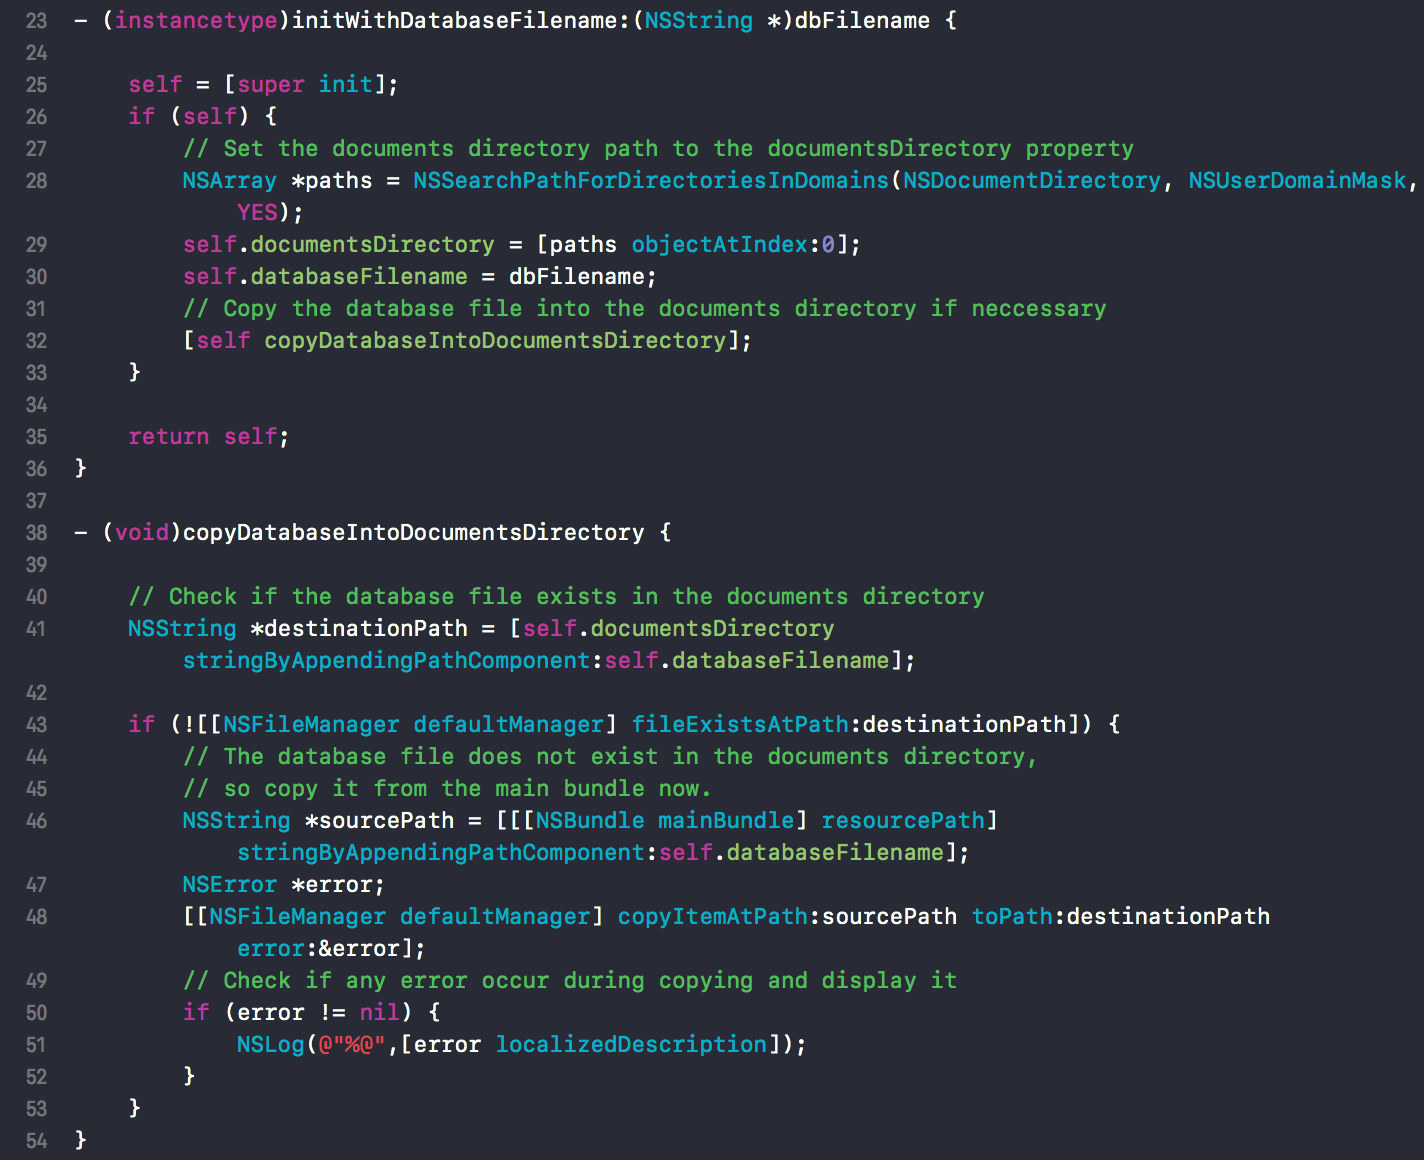 23 - (instancetype)initWithDatabaseFilename:(NSString *)dbFilename {
24
25 self = [super init];
26 if (self) {
27 // Set the documents directory path to the documentsDirectory property
28 NSArray *paths = NSSearchPathForDirectoriesInDomains(NSDocumentDirectory, NSUserDomainMask,
YES);
29 self.documentsDirectory = [paths objectAtIndex:0];
30 self.databaseFilename = dbFilename;
31 // Copy the database file into the documents directory if neccessary
32 [self copyDatabaseIntoDocumentsDirectory];
33 }
34
35 return self;
36 }
37
38 - (void)copyDatabaseIntoDocumentsDirectory {
39
40 // Check if the database file exists in the documents directory
41 NSString *destinationPath = [self.documentsDirectory
stringByAppendingPathComponent:self.databaseFilename];
42
43 if (![[NSFileManager defaultManager] fileExistsAtPath:destinationPath]) {
44 // The database file does not exist in the documents directory,
45 // so copy it from the main bundle now.
46 NSString *sourcePath = [[[NSBundle mainBundle] resourcePath]
stringByAppendingPathComponent:self.databaseFilename];
47 NSError *error;
48 [[NSFileManager defaultManager] copyItemAtPath:sourcePath toPath:destinationPath
error:&error];
49 // Check if any error occur during copying and display it
50 if (error != nil) {
51 NSLog(@"%@",[error localizedDescription]);
52 }
53 }
54 }